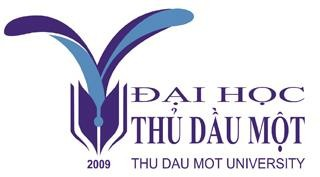 ĐẠI HỌC
THỦ DẦU MỘT
2009 THU DAU MOT UNIVERSITY